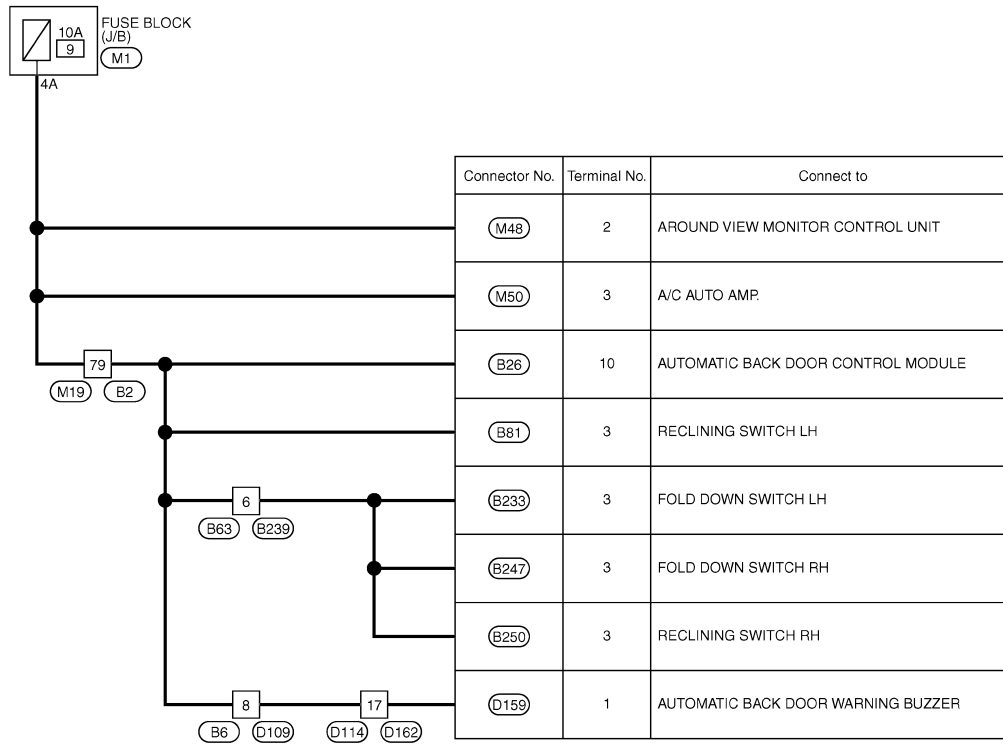 10A
9
FUSE BLOCK
(J/B)
M1
4A
Connector No. Terminal No. Connect to
M48 2 AROUND VIEW MONITOR CONTROL UNIT
M50 3 A/C AUTO AMP.
79
B26 10 AUTOMATIC BACK DOOR CONTROL MODULE
M19 B2
B81 3 RECLINING SWITCH LH
6
B233 3 FOLD DOWN SWITCH LH
B63 B239
B247 3 FOLD DOWN SWITCH RH
B250 3 RECLINING SWITCH RH
8 17
D159 1 AUTOMATIC BACK DOOR WARNING BUZZER
B6 D109 D114 D162